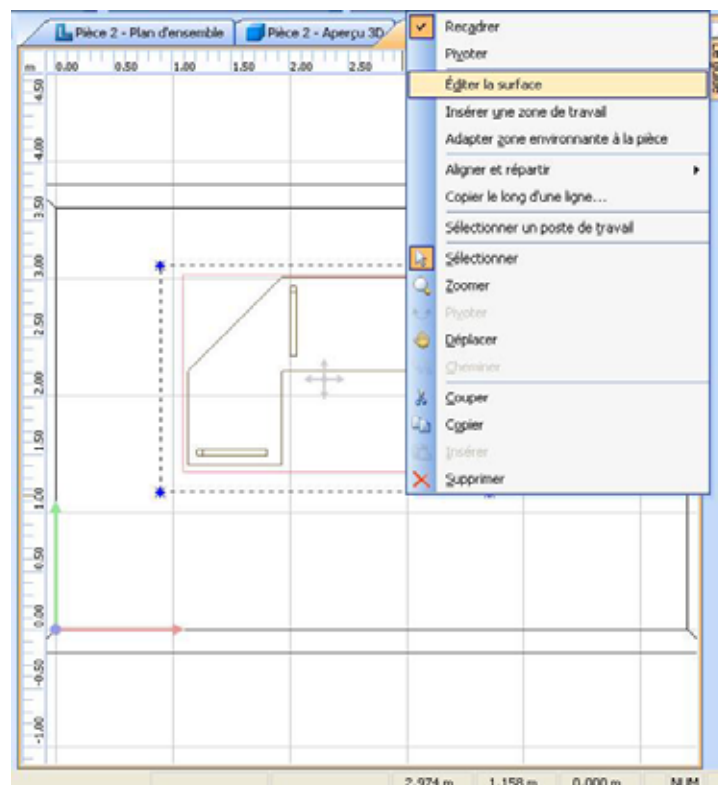 Pièce 2 - Plan d'ensemble
Pièce 2 - Aperçu 3D
m 0.00 0.50 1.00 1.50 2.00 2.50
4.50
4.00
3.50
3.00
2.50
2.00
1.50
1.00
0.50
0.00
-0.50
-1.00
Recadrer
Pivoter
Éditer la surface
Insérer une zone de travail
Adapter zone environnante à la pièce
Aligner et répartir
Copier le long d'une ligne...
Sélectionner un poste de travail
Sélectionner
Zoomer
Pivoter
Déplacer
Cheminer
Couper
Copier
Insérer
Supprimer
2.974 m 1.158 m 0.000 m NUM